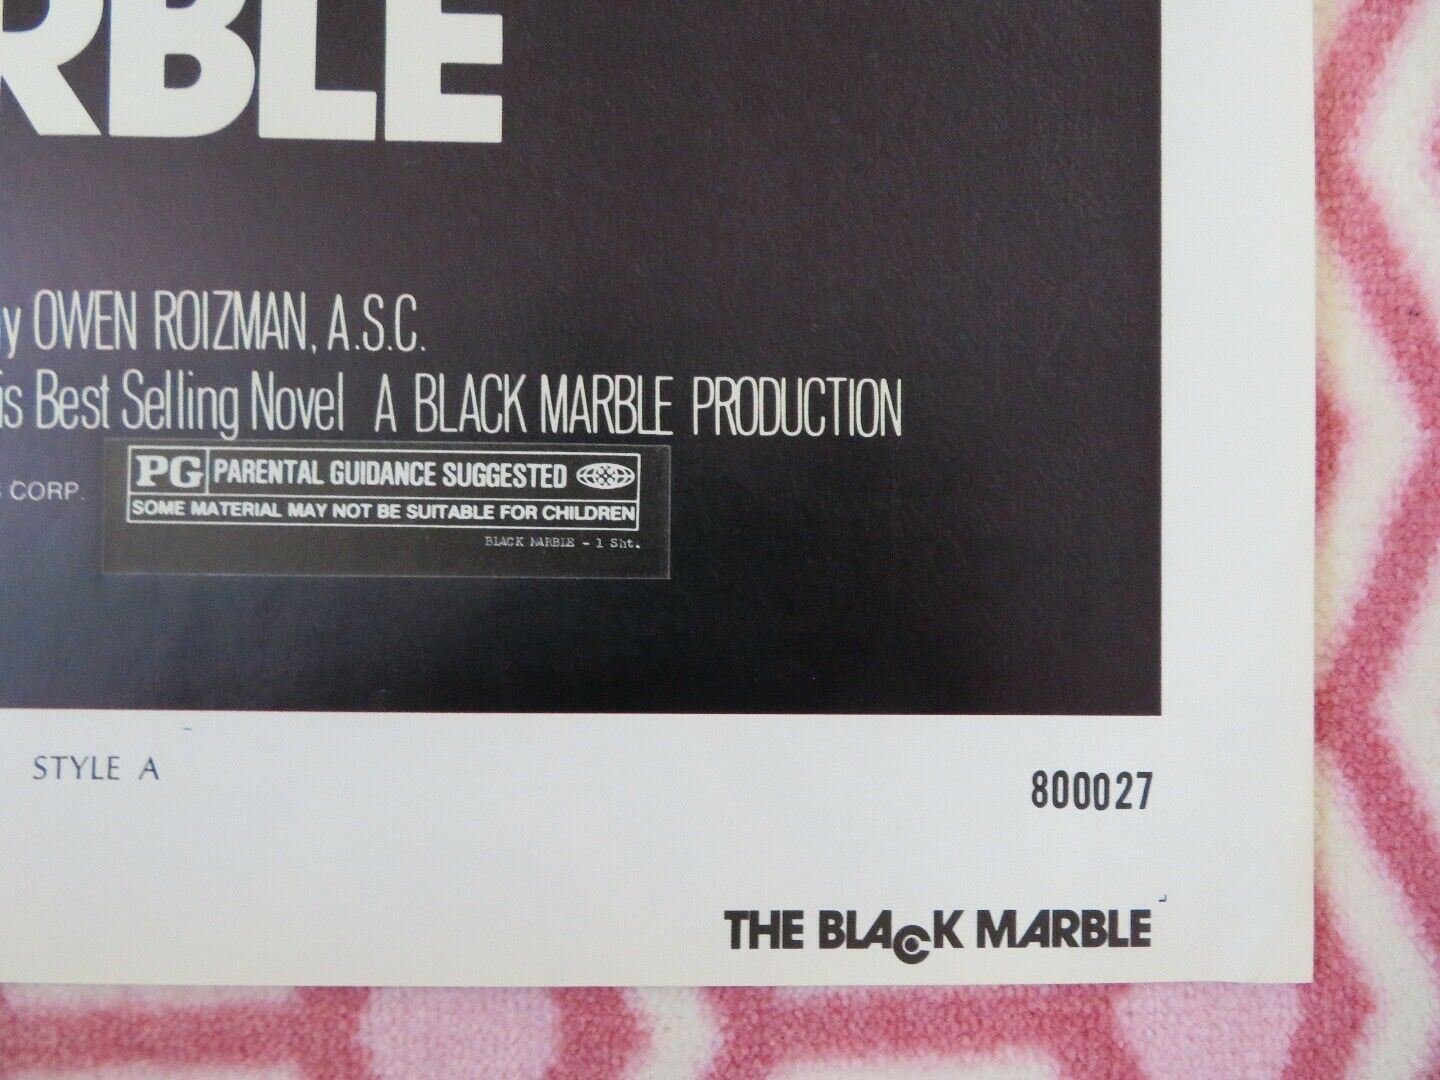 RBLE
y OWEN ROIZMAN, A.S.C.
is Best Selling Novel A BLACK MARBLE PRODUCTION
CORP.
PG PARENTAL GUIDANCE SUGGESTED
SOME MATERIAL MAY NOT BE SUITABLE FOR CHILDREN
BLACK MARBLE - 1 Sht.
STYLE A
800027
THE BLACK MARBLE